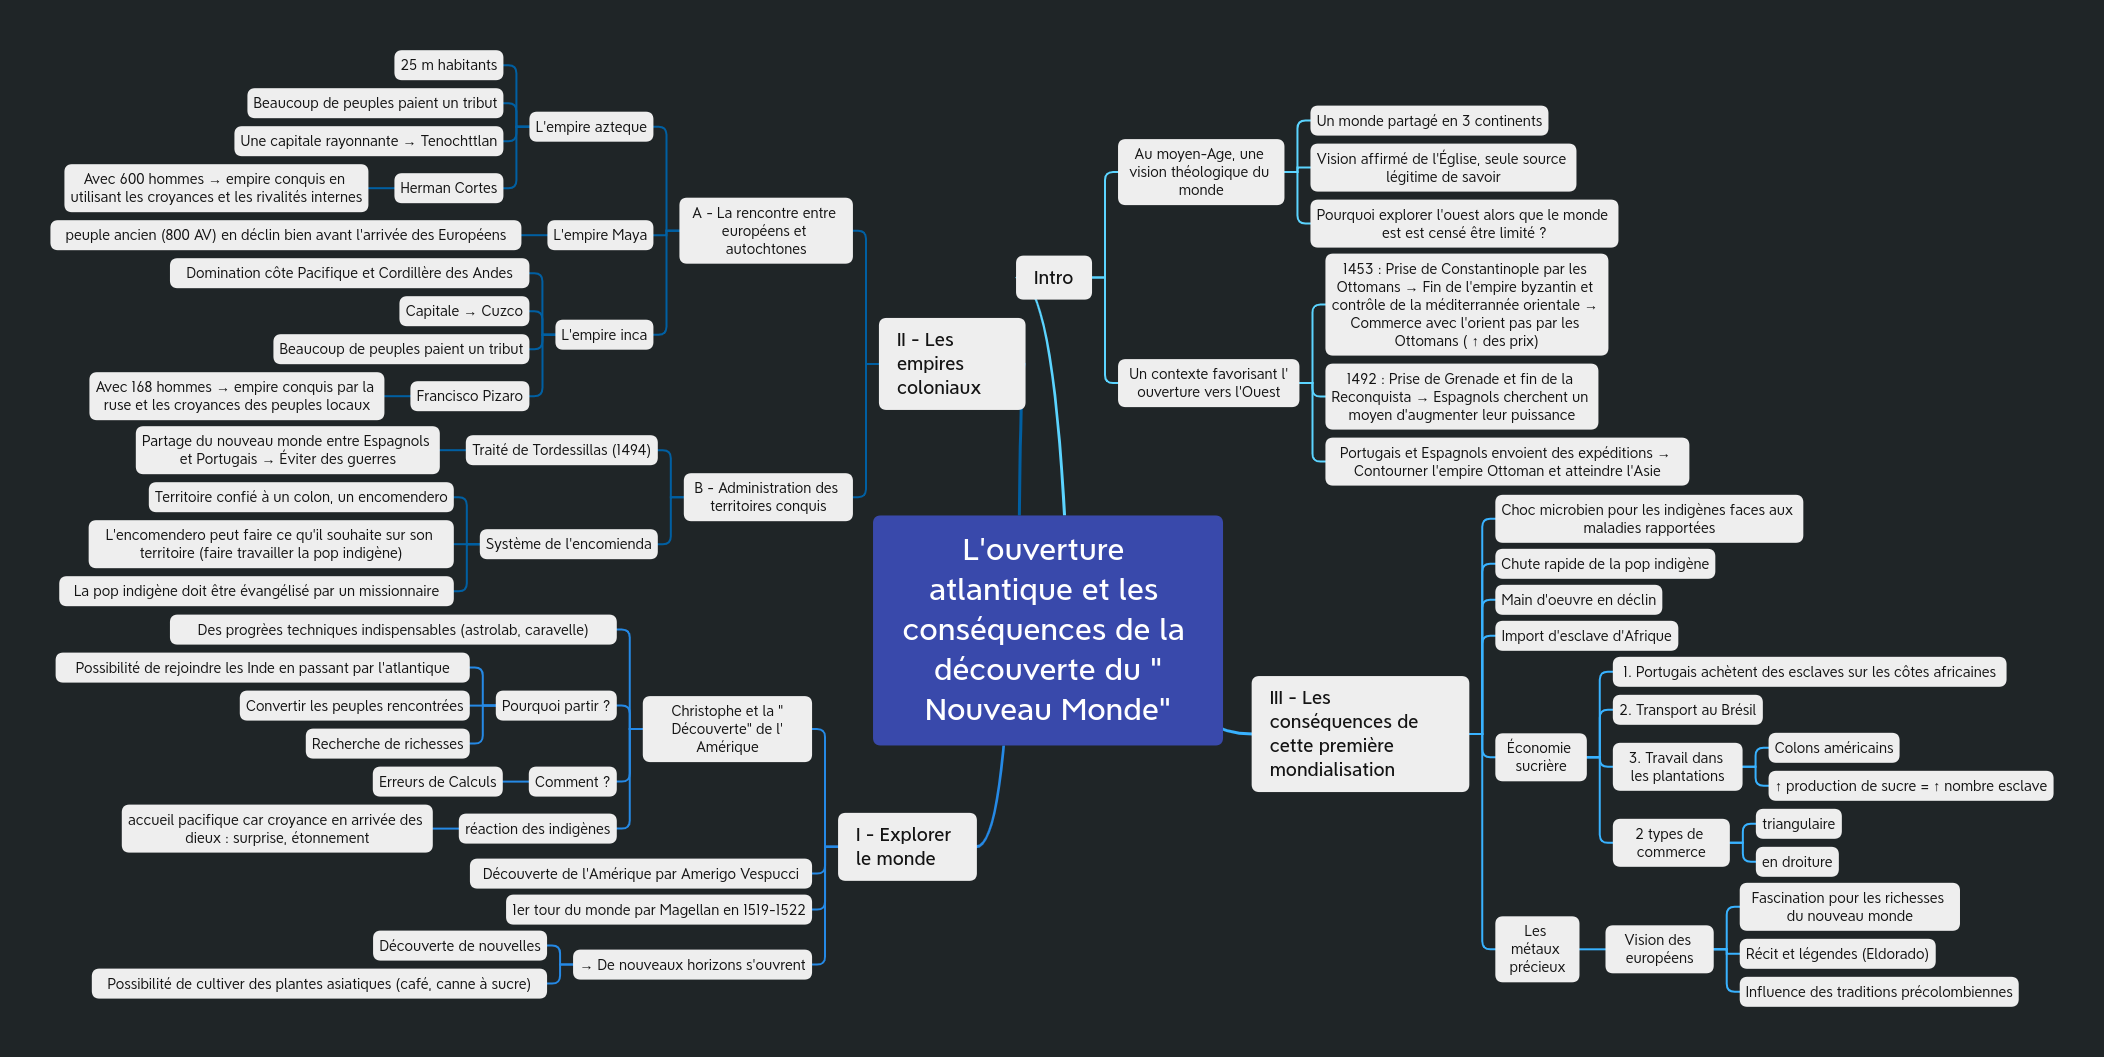 L'ouverture
atlantique et les
conséquences de la
découverte du "
Nouveau Monde"
Intro
Au moyen-Age, une
vision théologique du
monde
Un monde partagé en 3 continents
Vision affirmé de l'Église, seule source
légitime de savoir
Pourquoi explorer l'ouest alors que le monde
est est censé être limité ?
Un contexte favorisant l'
ouverture vers l'Ouest
1453 : Prise de Constantinople par les
Ottomans → Fin de l'empire byzantin et
contrôle de la méditerrannée orientale →
Commerce avec l'orient pas par les
Ottomans ( ↑ des prix)
1492 : Prise de Grenade et fin de la
Reconquista → Espagnols cherchent un
moyen d'augmenter leur puissance
Portugais et Espagnols envoient des expéditions →
Contourner l'empire Ottoman et atteindre l'Asie
I - Explorer
le monde
Christophe et la "
Découverte" de l'
Amérique
Des progrèes techniques indispensables (astrolab, caravelle)
Pourquoi partir ?
Possibilité de rejoindre les Inde en passant par l'atlantique
Convertir les peuples rencontrées
Recherche de richesses
Comment ?
Erreurs de Calculs
réaction des indigènes
accueil pacifique car croyance en arrivée des
dieux : surprise, étonnement
Découverte de l'Amérique par Amerigo Vespucci
1er tour du monde par Magellan en 1519-1522
→ De nouveaux horizons s'ouvrent
Découverte de nouvelles
Possibilité de cultiver des plantes asiatiques (café, canne à sucre)
II - Les
empires
coloniaux
A - La rencontre entre
européens et
autochtones
L'empire azteque
25 m habitants
Beaucoup de peuples paient un tribut
Une capitale rayonnante → Tenochttlan
Herman Cortes
Avec 600 hommes → empire conquis en
utilisant les croyances et les rivalités internes
L'empire Maya
peuple ancien (800 AV) en déclin bien avant l'arrivée des Européens
L'empire inca
Domination côte Pacifique et Cordillère des Andes
Capitale → Cuzco
Beaucoup de peuples paient un tribut
Francisco Pizaro
Avec 168 hommes → empire conquis par la
ruse et les croyances des peuples locaux
B - Administration des
territoires conquis
Traité de Tordessillas (1494)
Partage du nouveau monde entre Espagnols
et Portugais → Éviter des guerres
Système de l'encomienda
Territoire confié à un colon, un encomendero
L'encomendero peut faire ce qu'il souhaite sur son
territoire (faire travailler la pop indigène)
La pop indigène doit être évangélisé par un missionnaire
III - Les
conséquences de
cette première
mondialisation
Choc microbien pour les indigènes faces aux
maladies rapportées
Chute rapide de la pop indigène
Main d'oeuvre en déclin
Import d'esclave d'Afrique
Économie
sucrière
1. Portugais achètent des esclaves sur les côtes africaines
2. Transport au Brésil
3. Travail dans
les plantations
Colons américains
↑ production de sucre = ↑ nombre esclave
2 types de
commerce
triangulaire
en droiture
Les
métaux
précieux
Vision des
européens
Fascination pour les richesses
du nouveau monde
Récit et légendes (Eldorado)
Influence des traditions précolombiennes